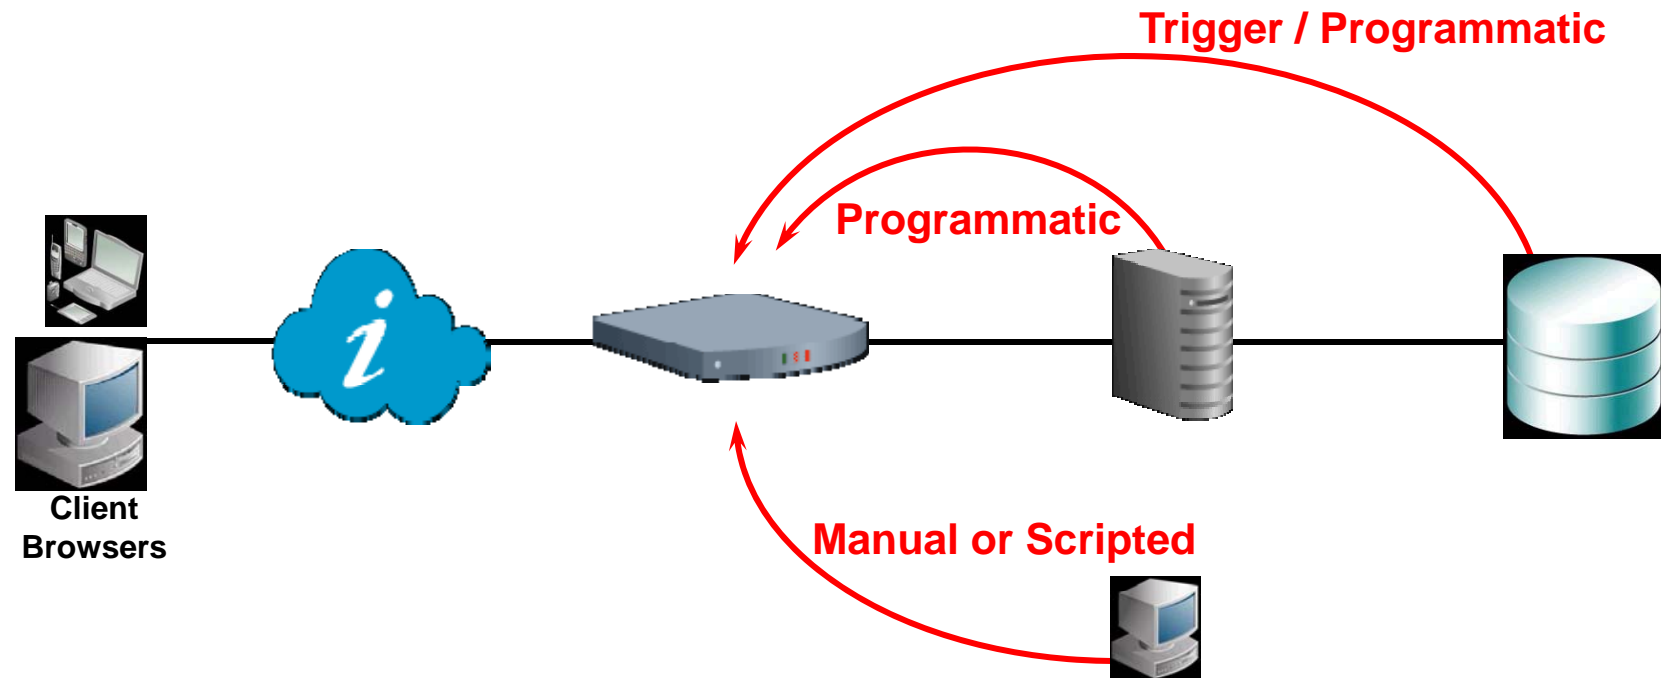 Trigger / Programmatic
Programmatic
i
Client
Browsers
Manual or Scripted